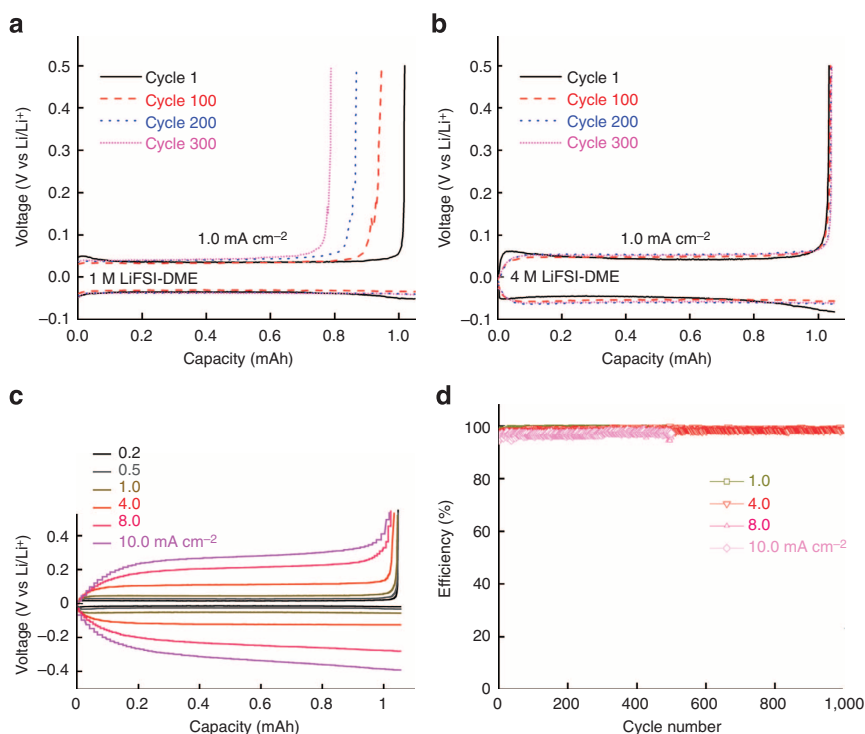 a
0.5
0.4
0.3
0.2
0.1
0.0
–0.1
Voltage (V vs Li/Li⁺)
Cycle 1
Cycle 100
Cycle 200
Cycle 300
1.0 mA cm⁻²
1 M LiFSI-DME
0.0 0.2 0.4 0.6 0.8 1.0
Capacity (mAh)
b
0.5
0.4
0.3
0.2
0.1
0.0
–0.1
Voltage (V vs Li/Li⁺)
Cycle 1
Cycle 100
Cycle 200
Cycle 300
1.0 mA cm⁻²
4 M LiFSI-DME
0.0 0.2 0.4 0.6 0.8 1.0
Capacity (mAh)
c
0.2
0.5
1.0
4.0
8.0
10.0 mA cm⁻²
0.4
0.2
0
–0.2
–0.4
Voltage (V vs Li/Li⁺)
0 0.2 0.4 0.6 0.8 1
Capacity (mAh)
d
100
80
60
40
20
0
Efficiency (%)
1.0
4.0
8.0
10.0 mA cm⁻²
0 200 400 600 800 1,000
Cycle number